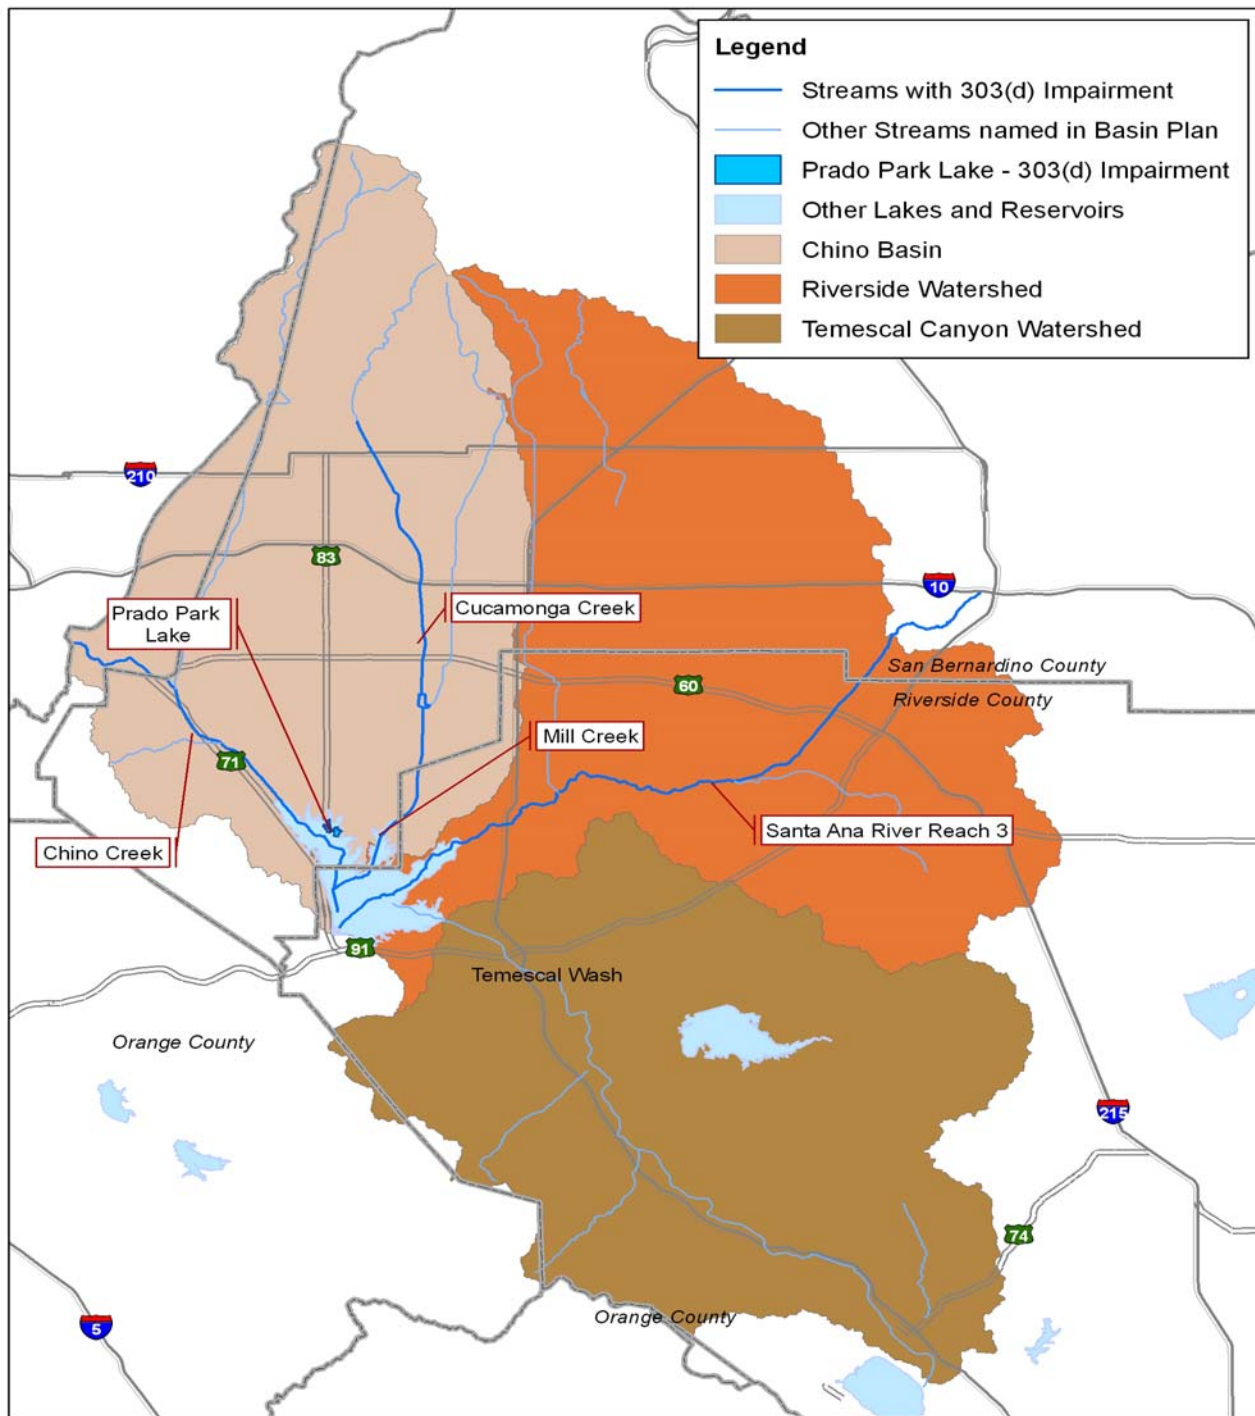 Legend
Streams with 303(d) Impairment
Other Streams named in Basin Plan
Prado Park Lake - 303(d) Impairment
Other Lakes and Reservoirs
Chino Basin
Riverside Watershed
Temescal Canyon Watershed
210
83
10
Prado Park
Lake
Cucamonga Creek
San Bernardino County
Riverside County
60
Mill Creek
71
Santa Ana River Reach 3
Chino Creek
91
Temescal Wash
Orange County
215
74
Orange County
5